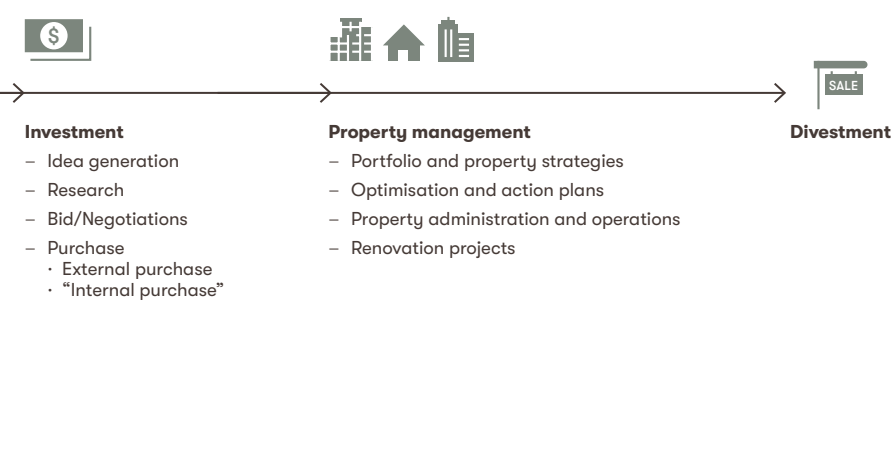 $
SALE
Investment
– Idea generation
– Research
– Bid/Negotiations
– Purchase
· External purchase
· “Internal purchase”
Property management
– Portfolio and property strategies
– Optimisation and action plans
– Property administration and operations
– Renovation projects
Divestment